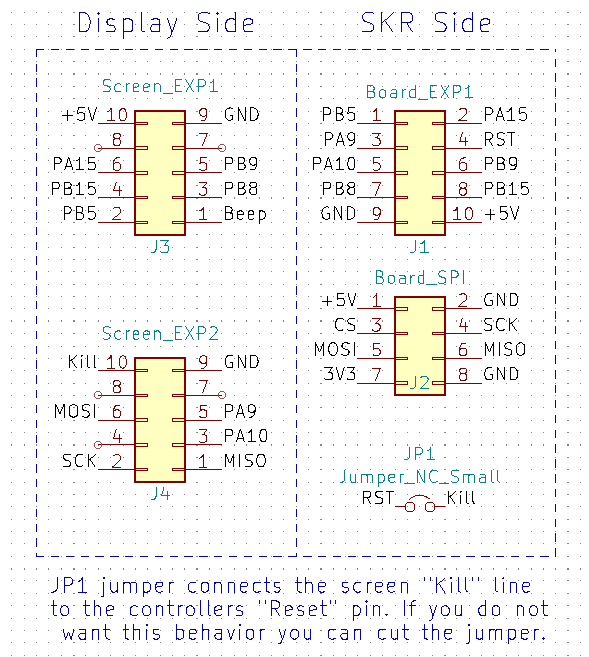 Display Side SKR Side
Screen_EXP1
Board_EXP1
+5V 10 9 GND
PB5 1 2 PA15
8 7
PA9 3 4 RST
PA15 6 5 PB9
PA10 5 6 PB9
PB15 4 3 PB8
PB8 7 8 PB15
PB5 2 1 Beep
GND 9 10 +5V
J3
J1
Board_SPI
+5V 1 2 GND
CS 3 4 SCK
Screen_EXP2
MOSI 5 6 MISO
Kill 10 9 GND
3V3 7 8 GND
J2
8 7
MOSI 6 5 PA9
4 3 PA10
SCK 2 1 MISO
J4
JP1
Jumper_NC_Small
RST Kill
JP1 jumper connects the screen "Kill" line
to the controllers "Reset" pin. If you do not
want this behavior you can cut the jumper.